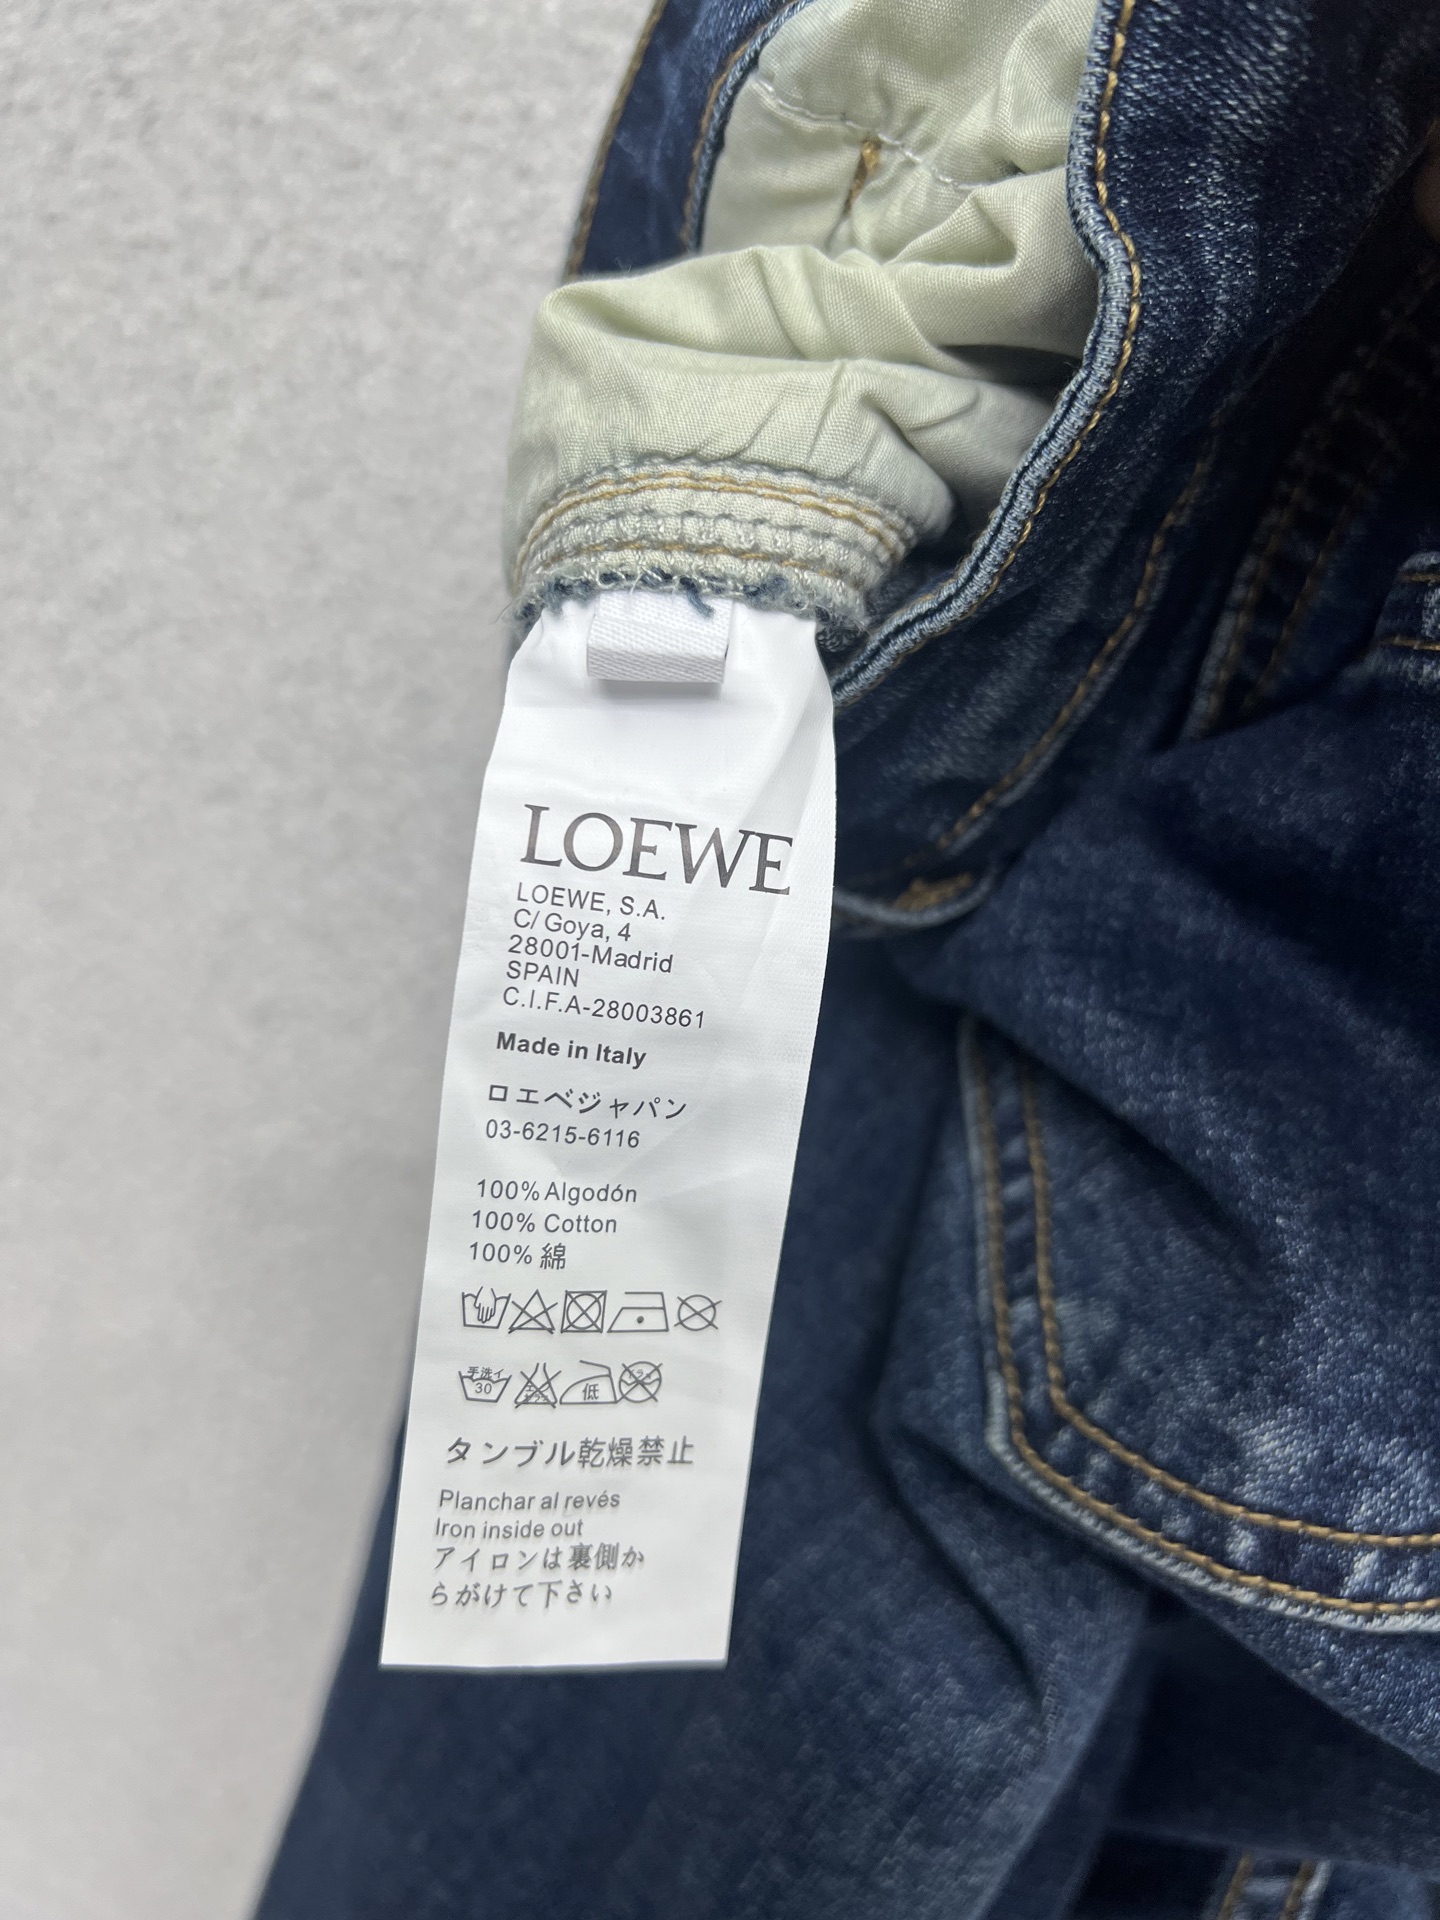 LOEWE
LOEWE, S.A.
C/ Goya, 4
28001-Madrid
SPAIN
C.I.F.A-28003861
Made in Italy
ロエベジャパン
03-6215-6116
100% Algodón
100% Cotton
100% 綿
手洗イ
30
低
タンブル乾燥禁止
Planchar al revés
Iron inside out
アイロンは裏側か
らがけて下さい